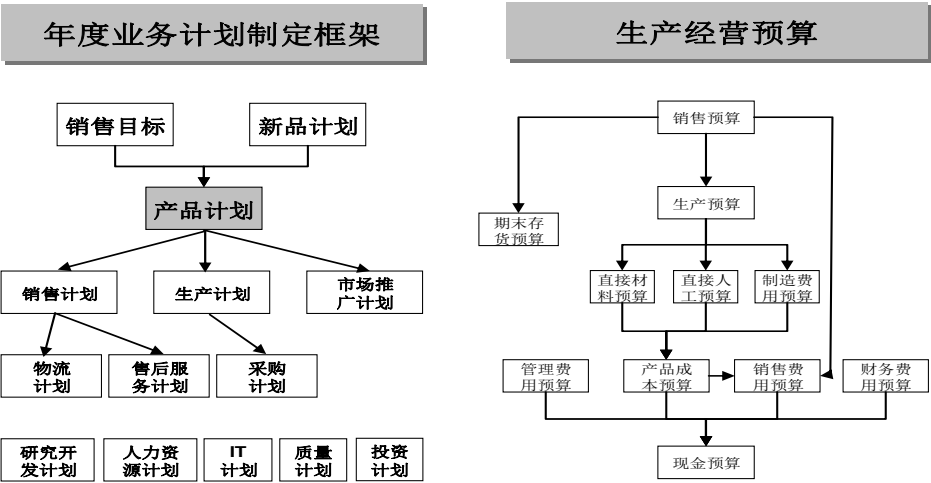 年度业务计划制定框架
销售目标
新品计划
产品计划
销售计划
生产计划
市场推
广计划
物流
计划
售后服
务计划
采购
计划
研究开
发计划
人力资
源计划
IT
计划
质量
计划
投资
计划
生产经营预算
销售预算
生产预算
期末存
货预算
直接材
料预算
直接人
工预算
制造费
用预算
管理费
用预算
产品成
本预算
销售费
用预算
财务费
用预算
现金预算